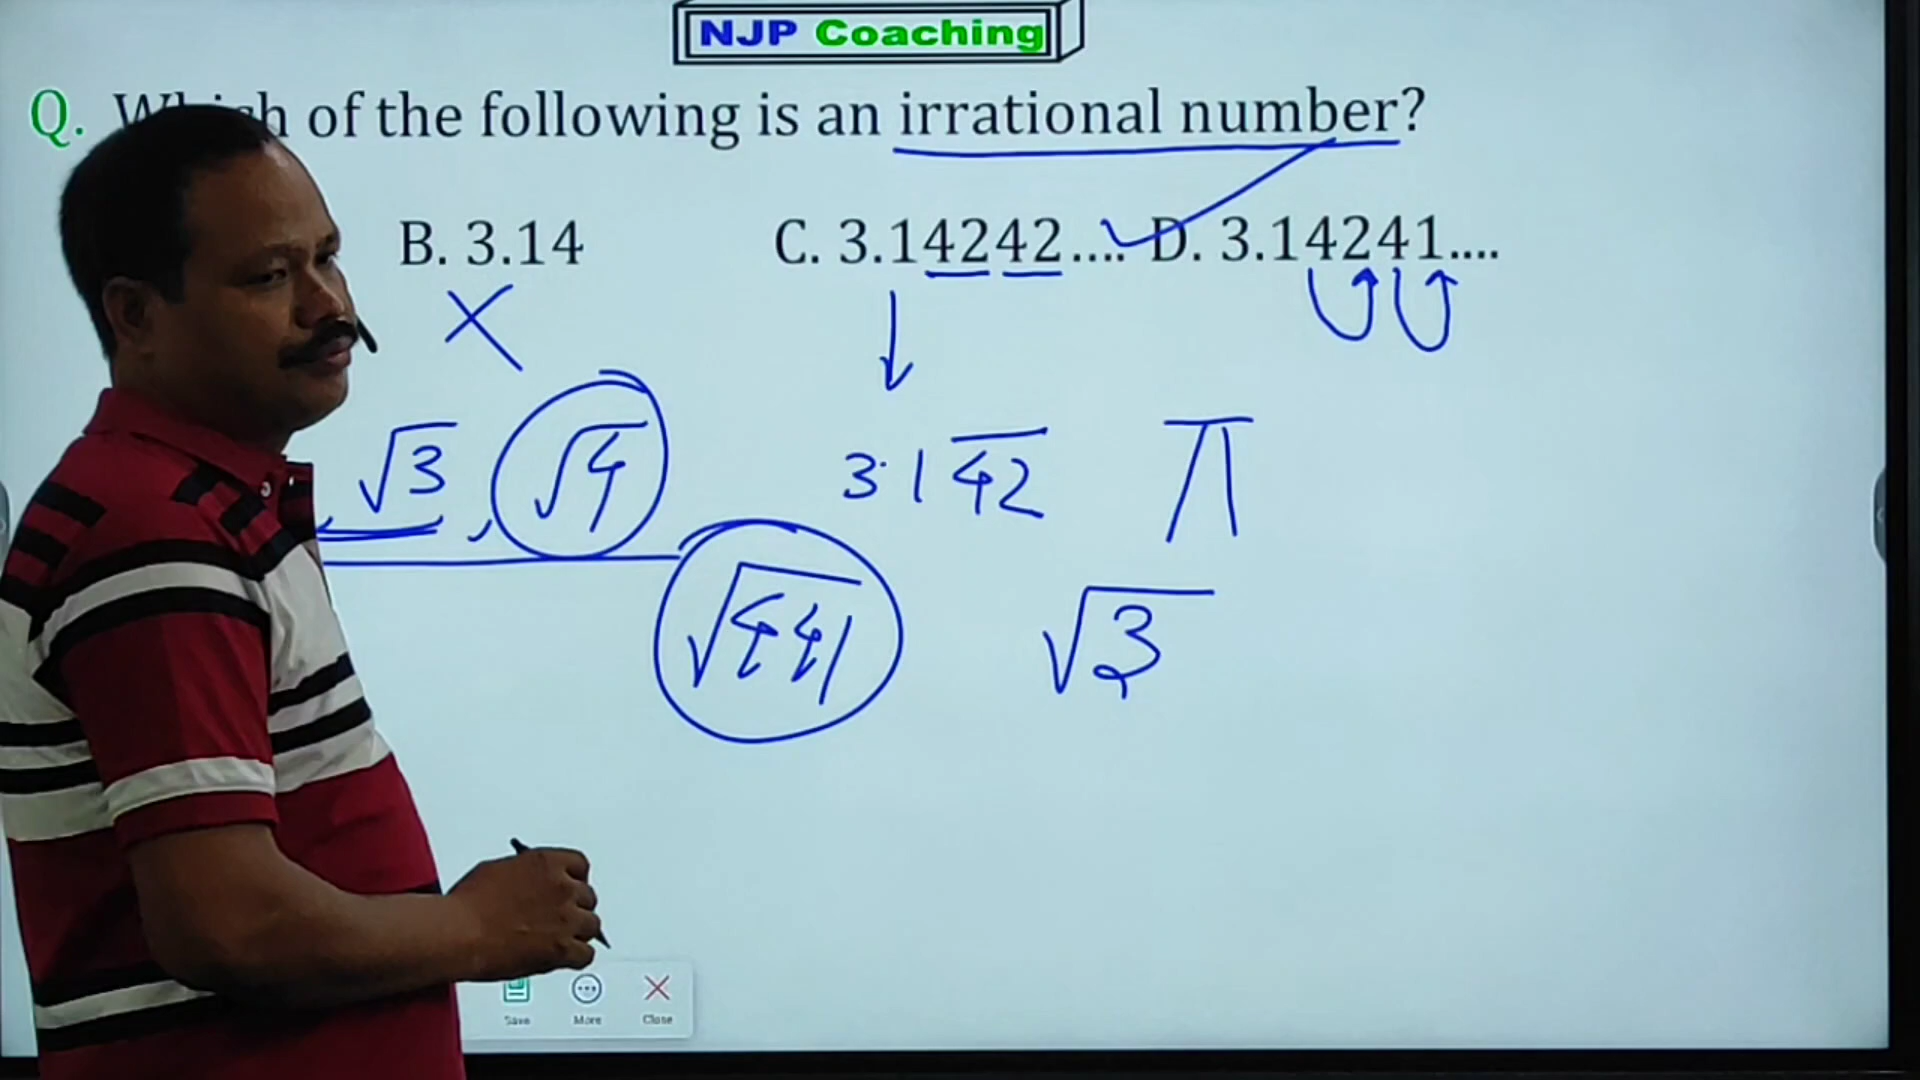 NJP Coaching
Q. Which of the following is an irrational number?
B. 3.14 C. 3.14242.... D. 3.14241....
√3 , √4 3.142 π
√441 √3
Save More Close